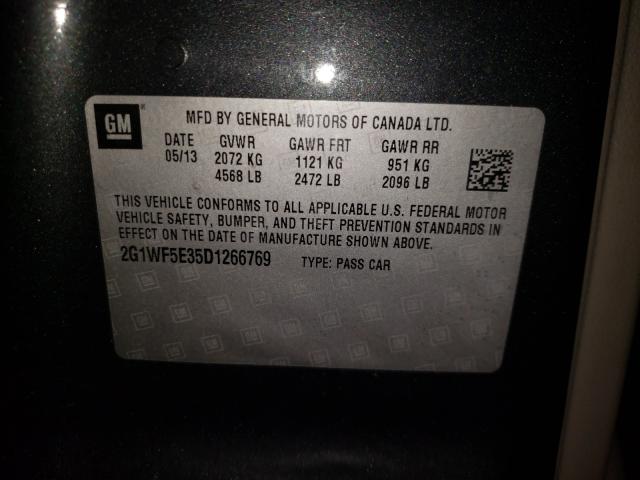 GM
MFD BY GENERAL MOTORS OF CANADA LTD.
DATE GVWR GAWR FRT GAWR RR
05/13 2072 KG 1121 KG 951 KG
4568 LB 2472 LB 2096 LB
THIS VEHICLE CONFORMS TO ALL APPLICABLE U.S. FEDERAL MOTOR
VEHICLE SAFETY, BUMPER, AND THEFT PREVENTION STANDARDS IN
EFFECT ON THE DATE OF MANUFACTURE SHOWN ABOVE.
2G1WF5E35D1266769 TYPE: PASS CAR